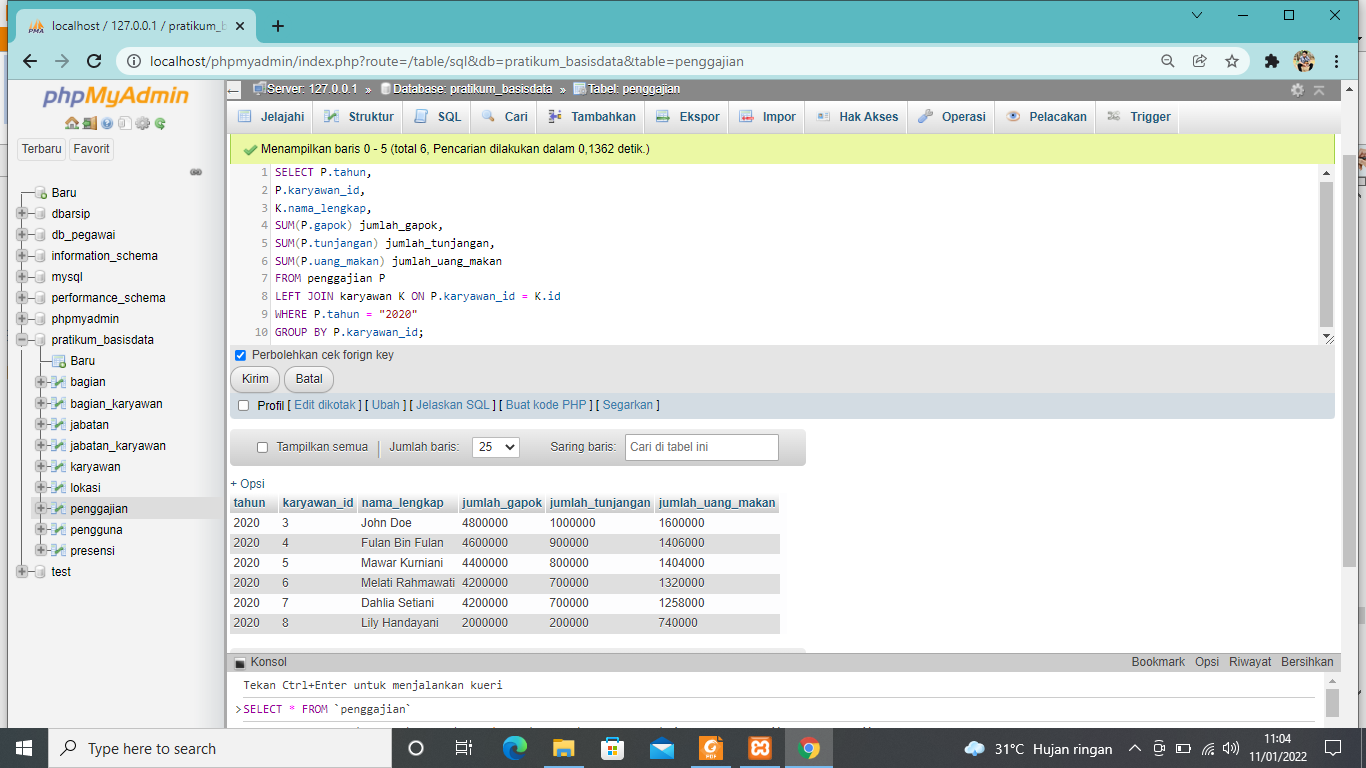 localhost / 127.0.0.1 / pratikum_b
localhost/phpmyadmin/index.php?route=/table/sql&db=pratikum_basisdata&table=penggajian
phpMyAdmin
Terbaru
Favorit
Baru
dbarsip
db_pegawai
information_schema
mysql
performance_schema
phpmyadmin
pratikum_basisdata
Baru
bagian
bagian_karyawan
jabatan
jabatan_karyawan
karyawan
lokasi
penggajian
pengguna
presensi
test
Server: 127.0.0.1 » Database: pratikum_basisdata » Tabel: penggajian
Jelajahi Struktur SQL Cari Tambahkan Ekspor Impor Hak Akses Operasi Pelacakan Trigger
Menampilkan baris 0 - 5 (total 6, Pencarian dilakukan dalam 0,1362 detik.)
1 SELECT P.tahun,
2 P.karyawan_id,
3 K.nama_lengkap,
4 SUM(P.gapok) jumlah_gapok,
5 SUM(P.tunjangan) jumlah_tunjangan,
6 SUM(P.uang_makan) jumlah_uang_makan
7 FROM penggajian P
8 LEFT JOIN karyawan K ON P.karyawan_id = K.id
9 WHERE P.tahun = "2020"
10 GROUP BY P.karyawan_id;
Perbolehkan cek forign key
Kirim Batal
Profil [ Edit dikotak ] [ Ubah ] [ Jelaskan SQL ] [ Buat kode PHP ] [ Segarkan ]
Tampilkan semua | Jumlah baris: 25 Saring baris: Cari di tabel ini
+ Opsi
tahun karyawan_id nama_lengkap jumlah_gapok jumlah_tunjangan jumlah_uang_makan
2020 3 John Doe 4800000 1000000 1600000
2020 4 Fulan Bin Fulan 4600000 900000 1406000
2020 5 Mawar Kurniani 4400000 800000 1404000
2020 6 Melati Rahmawati 4200000 700000 1320000
2020 7 Dahlia Setiani 4200000 700000 1258000
2020 8 Lily Handayani 2000000 200000 740000
Konsol Bookmark Opsi Riwayat Bersihkan
Tekan Ctrl+Enter untuk menjalankan kueri
>SELECT * FROM `penggajian`
Type here to search
31°C Hujan ringan
11:04
11/01/2022